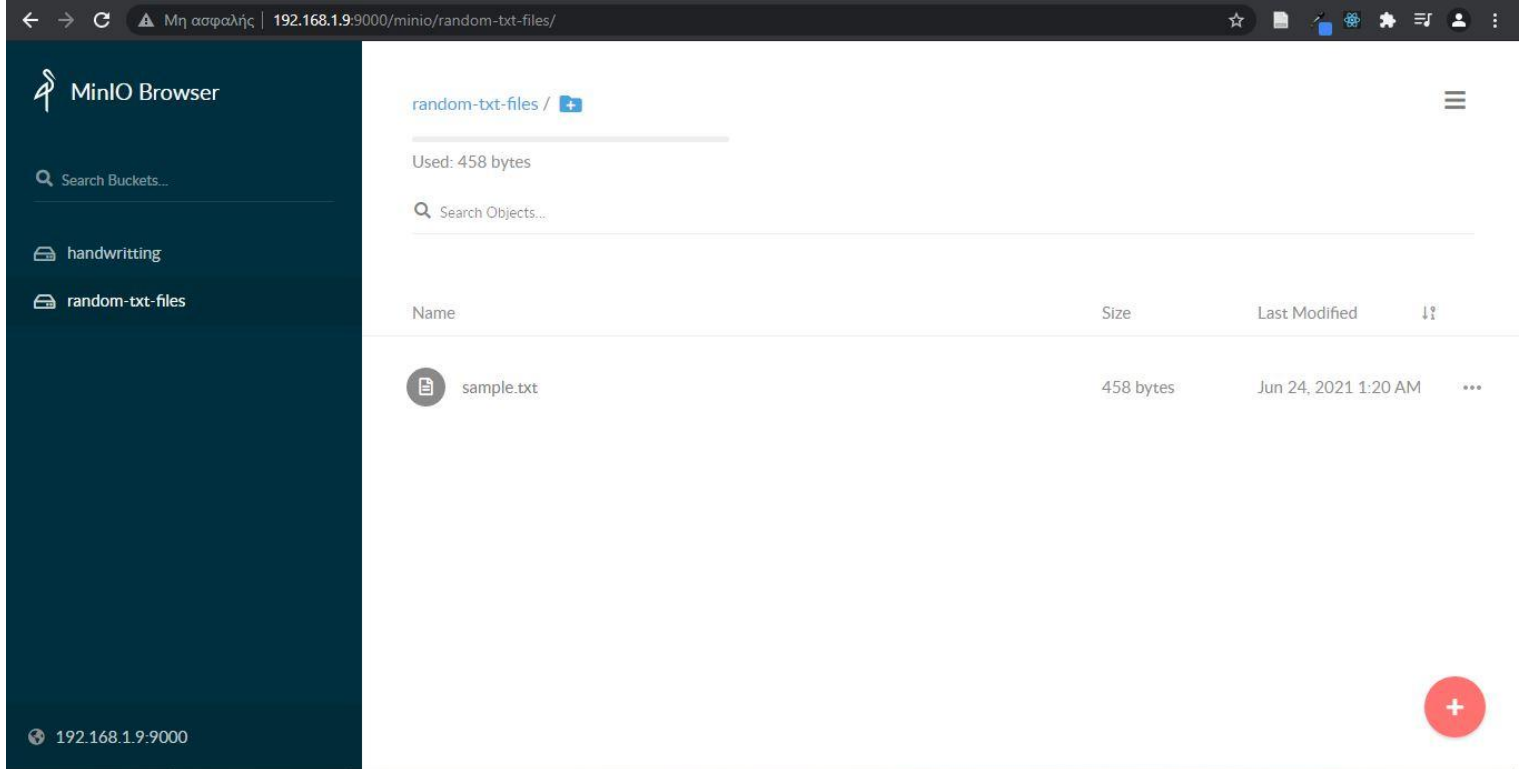 Μη ασφαλής | 192.168.1.9:9000/minio/random-txt-files/
MinIO Browser
Search Buckets...
handwritting
random-txt-files
192.168.1.9:9000
random-txt-files /
Used: 458 bytes
Search Objects...
Name Size Last Modified
sample.txt 458 bytes Jun 24, 2021 1:20 AM